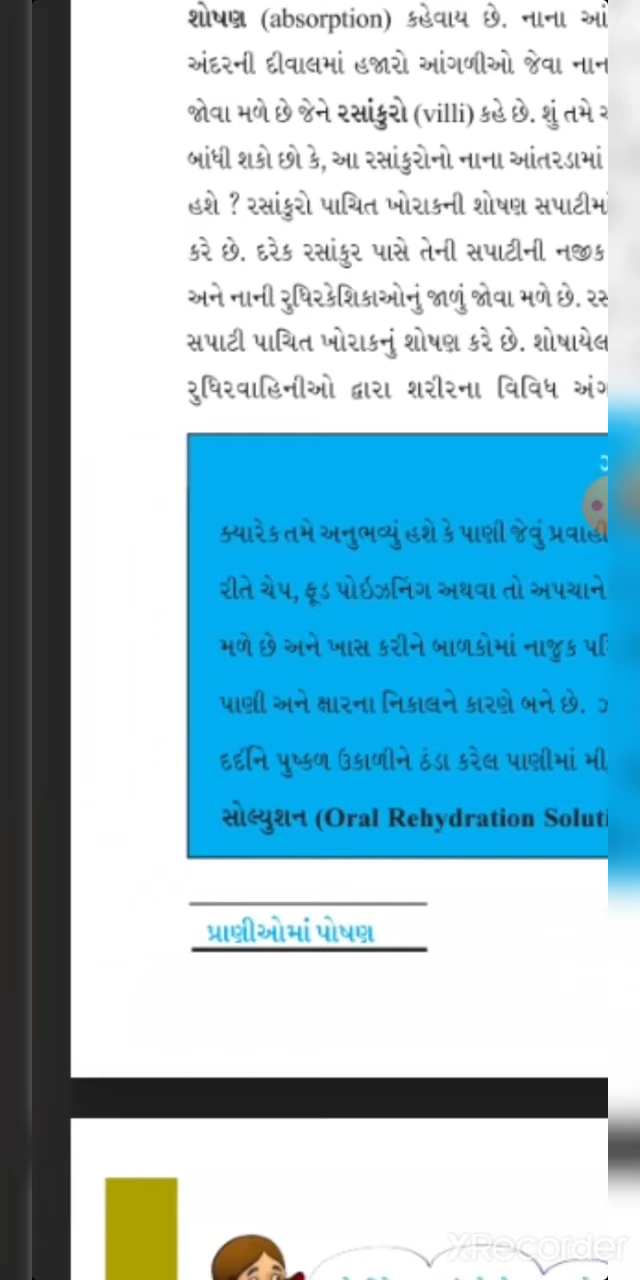 શોષણ (absorption) કહેવાય છે. નાના
અંદરની દીવાલમાં હજારો આંગળીઓ જેવા નાન
જોવા મળે છે જેને રસાંકુરો (villi) કહે છે. શું તમે
બાંધી શકો છો કે, આ રસાંકુરોનો નાના આંતરડામાં
હશે ? રસાંકુરો પાચિત ખોરાકની શોષણ સપાટીમાં
કરે છે. દરેક રસાંકુર પાસે તેની સપાટીની નજીક
અને નાની રુધિરકેશિકાઓનું જાળું જોવા મળે છે. રસ
સપાટી પાચિત ખોરાકનું શોષણ કરે છે. શોષાયેલ
રુધિરવાહિનીઓ દ્વારા શરીરના વિવિધ અંગ
ક્યારેક તમે અનુભવ્યું હશે કે પાણી જેવું પ્રવાહી
રીતે ચેપ, ફૂડ પોઇઝનિંગ અથવા તો અપચાને
મળે છે અને ખાસ કરીને બાળકોમાં નાજુક
પાણી અને ક્ષારના નિકાલને કારણે બને છે.
દર્દીને પુષ્કળ ઉકાળીને ઠંડા કરેલ પાણીમાં મી
સોલ્યુશન (Oral Rehydration Soluti
પ્રાણીઓમાં પોષણ
XRecorder